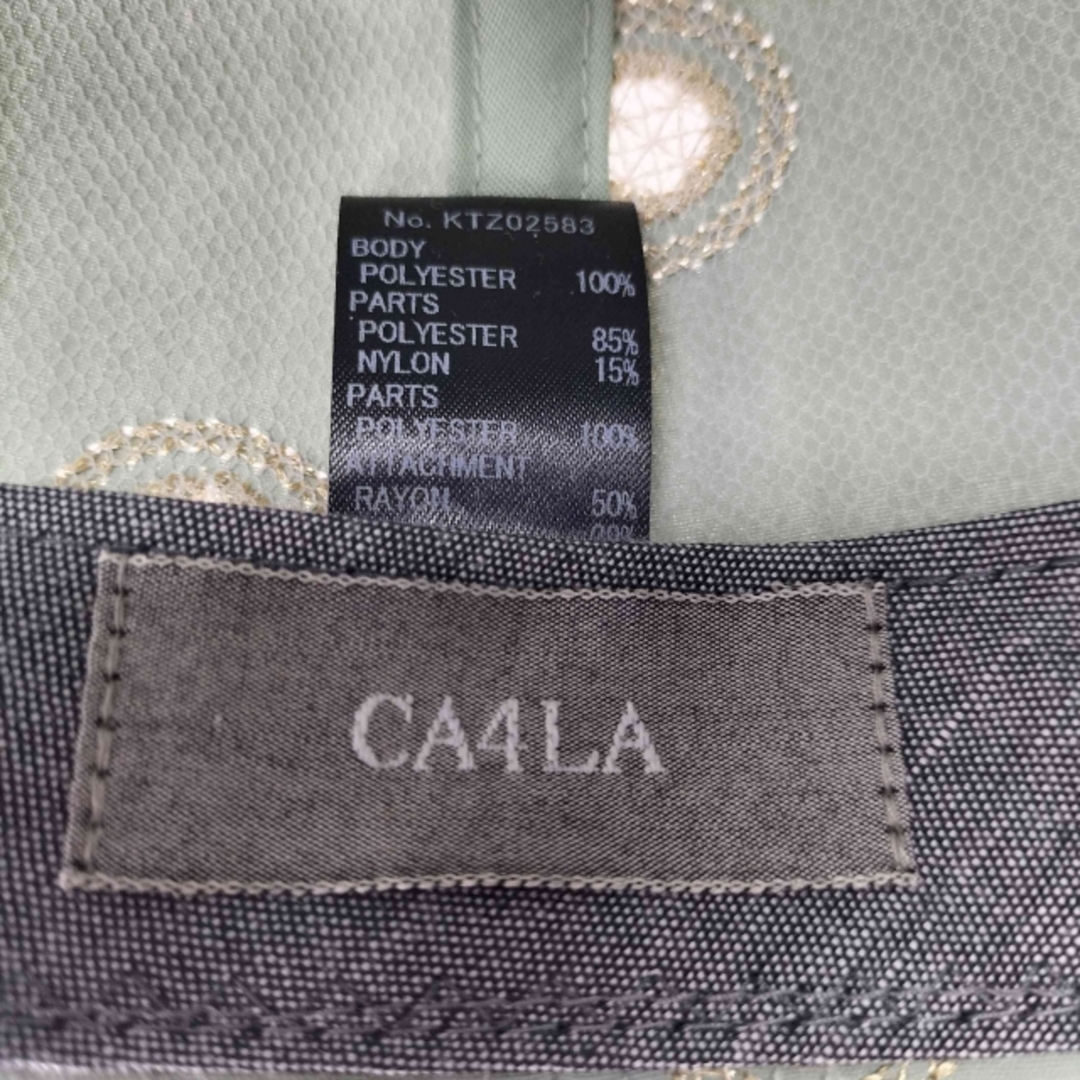 No. KTZ02583
BODY
POLYESTER 100%
PARTS
POLYESTER 85%
NYLON 15%
PARTS
POLYESTER 100%
ATTACHMENT
RAYON 50%
CA4LA